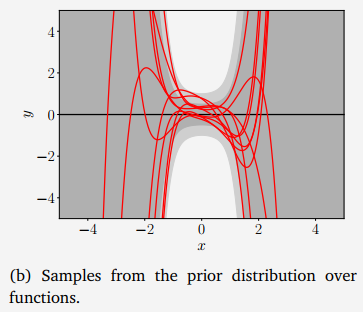 4
2
0
−2
−4
y
−4 −2 0 2 4
x
(b) Samples from the prior distribution over
functions.